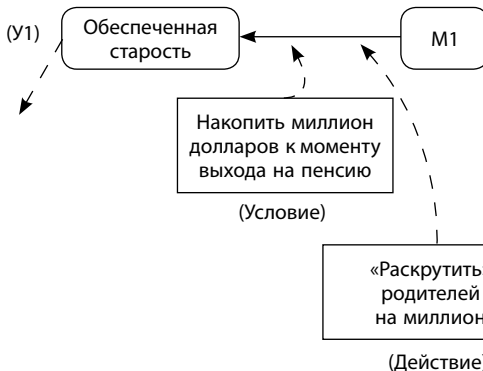 (У1)
Обеспеченная
старость
М1
Накопить миллион
долларов к моменту
выхода на пенсию
(Условие)
«Раскрутить»
родителей
на миллион
(Действие)